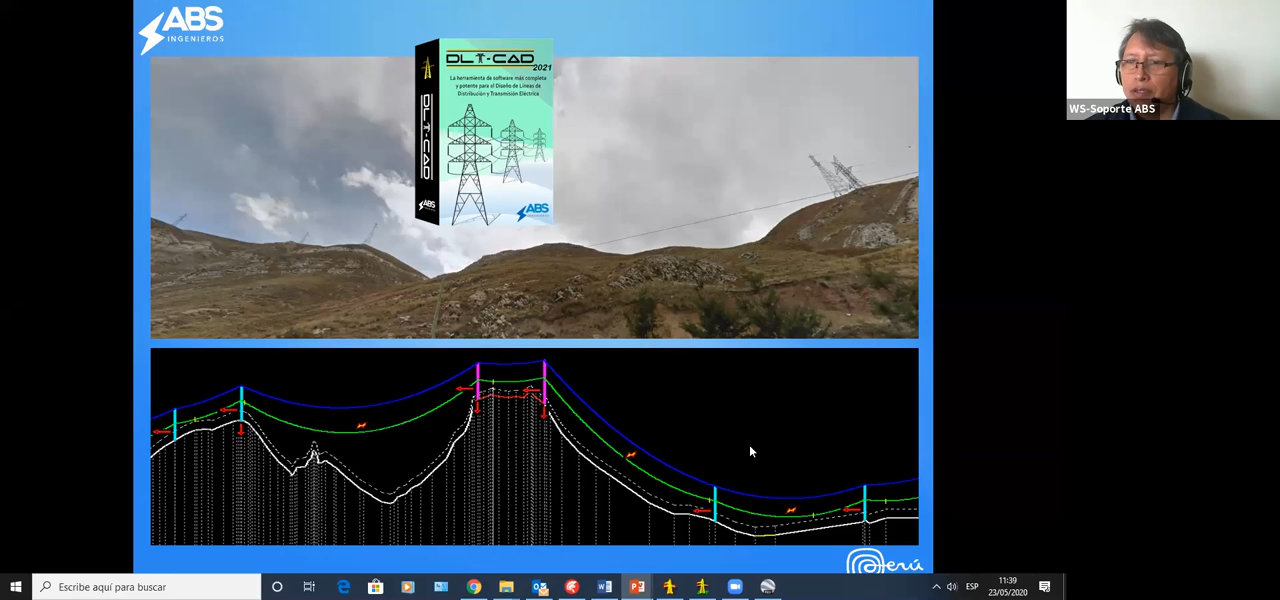 ABS
INGENIEROS
DLT-CAD
2021
La herramienta de software más completa
y potente para el Diseño de Líneas de
Distribución y Transmisión Eléctrica
DLT-CAD
ABS
ABS
WS-Soporte ABS
Perú
Escribe aquí para buscar
ESP
11:39
23/05/2020